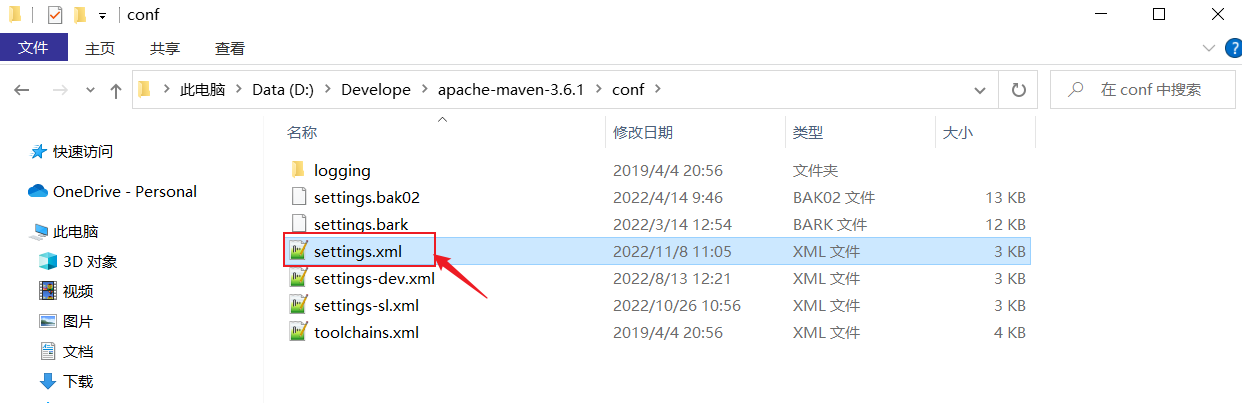 conf
文件 主页 共享 查看
此电脑 Data (D:) Develope apache-maven-3.6.1 conf 在 conf 中搜索
名称 修改日期 类型 大小
快速访问
OneDrive - Personal
此电脑
3D 对象
视频
图片
文档
下载
logging 2019/4/4 20:56 文件夹
settings.bak02 2022/4/14 9:46 BAK02 文件 13 KB
settings.bark 2022/3/14 12:54 BARK 文件 12 KB
settings.xml 2022/11/8 11:05 XML 文件 3 KB
settings-dev.xml 2022/8/13 12:21 XML 文件 3 KB
settings-sl.xml 2022/10/26 10:56 XML 文件 3 KB
toolchains.xml 2019/4/4 20:56 XML 文件 4 KB